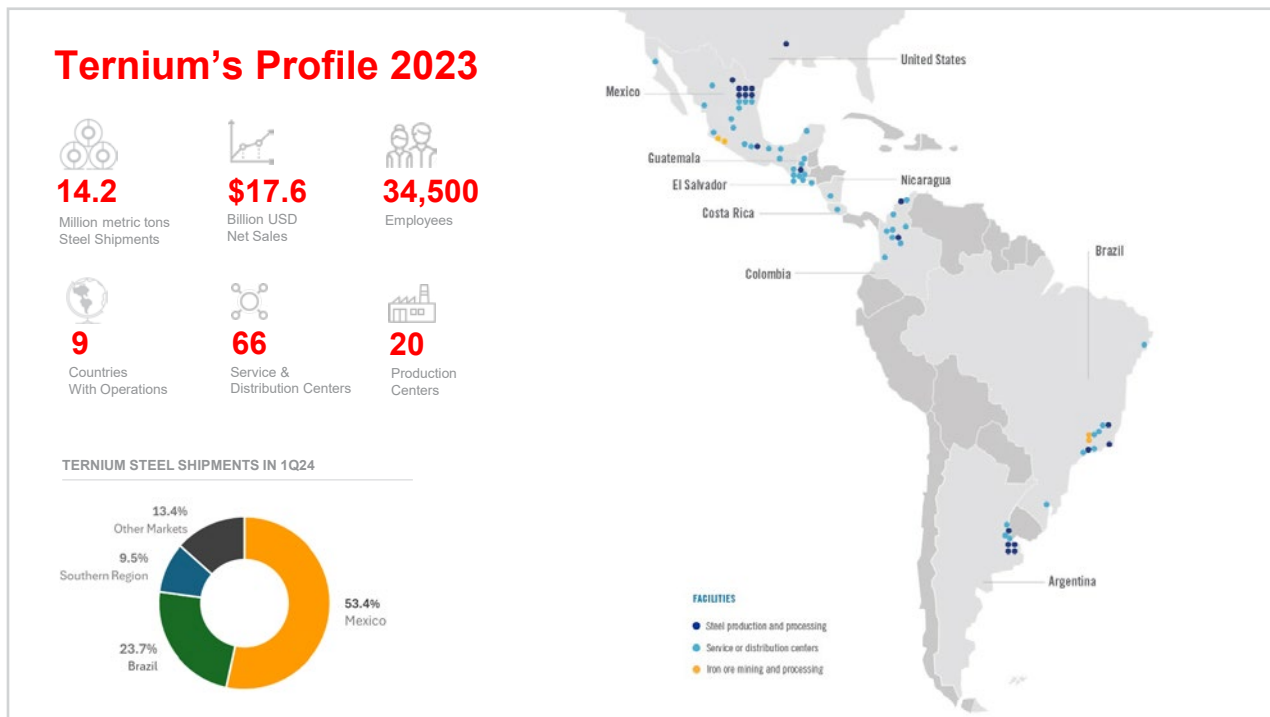 Ternium’s Profile 2023
14.2
Million metric tons
Steel Shipments
$17.6
Billion USD
Net Sales
34,500
Employees
9
Countries
With Operations
66
Service &
Distribution Centers
20
Production
Centers
TERNIUM STEEL SHIPMENTS IN 1Q24
13.4%
Other Markets
9.5%
Southern Region
23.7%
Brazil
53.4%
Mexico
United States
Mexico
Guatemala
El Salvador
Nicaragua
Costa Rica
Colombia
Brazil
Argentina
FACILITIES
Steel production and processing
Service or distribution centers
Iron ore mining and processing